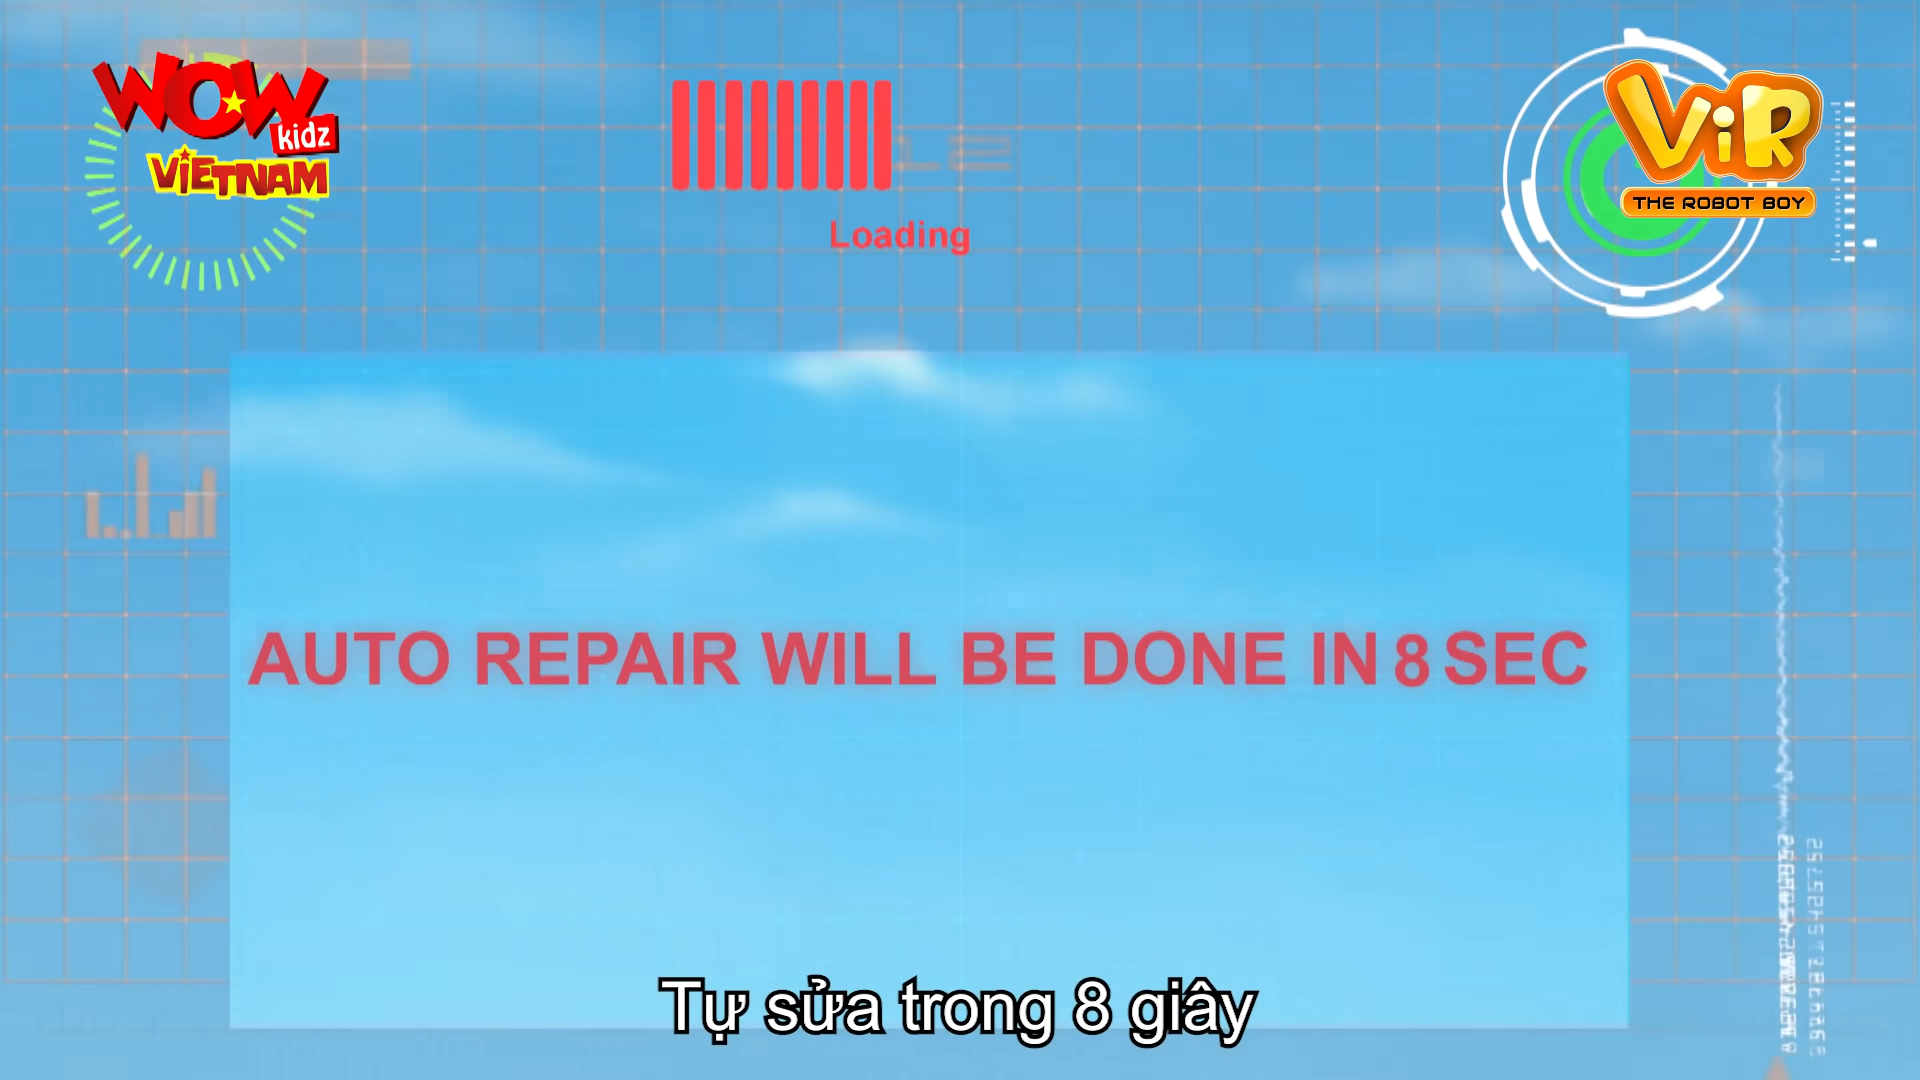 WOW
kidz
VIETNAM
ViR
THE ROBOT BOY
12
Loading
AUTO REPAIR WILL BE DONE IN 8 SEC
Tự sửa trong 8 giây